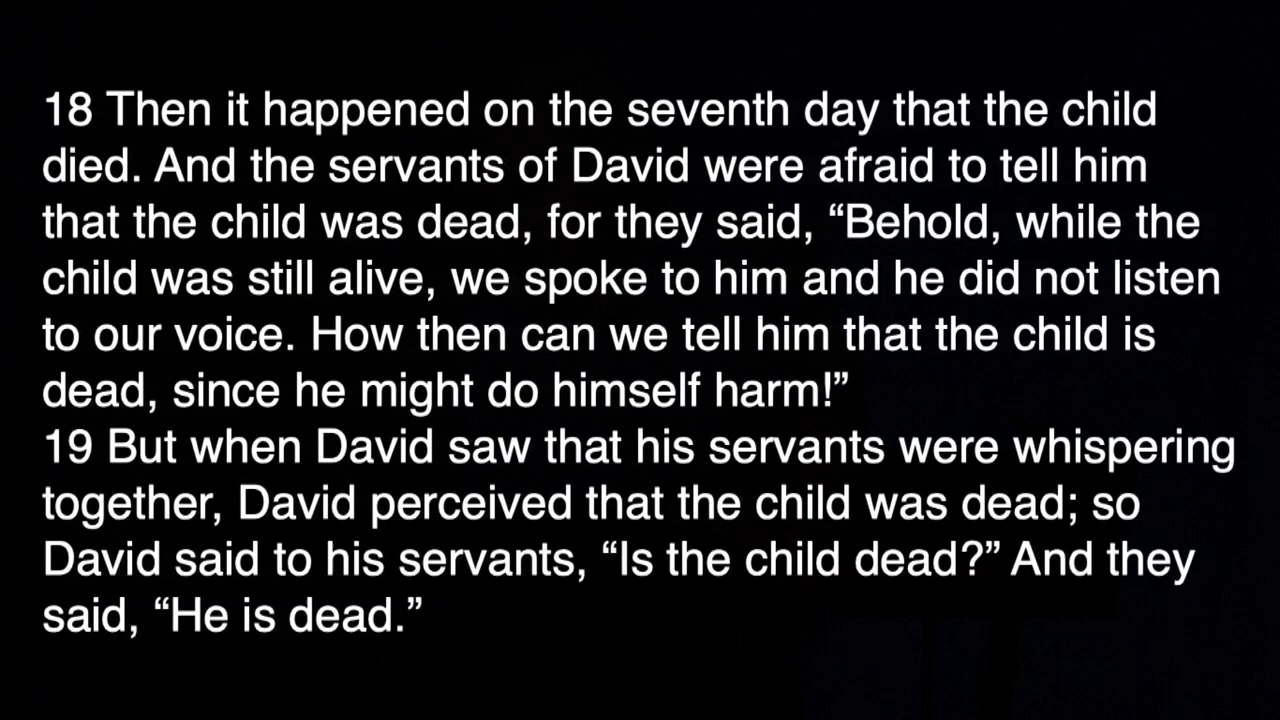 18 Then it happened on the seventh day that the child
died. And the servants of David were afraid to tell him
that the child was dead, for they said, “Behold, while the
child was still alive, we spoke to him and he did not listen
to our voice. How then can we tell him that the child is
dead, since he might do himself harm!”
19 But when David saw that his servants were whispering
together, David perceived that the child was dead; so
David said to his servants, “Is the child dead?” And they
said, “He is dead.”